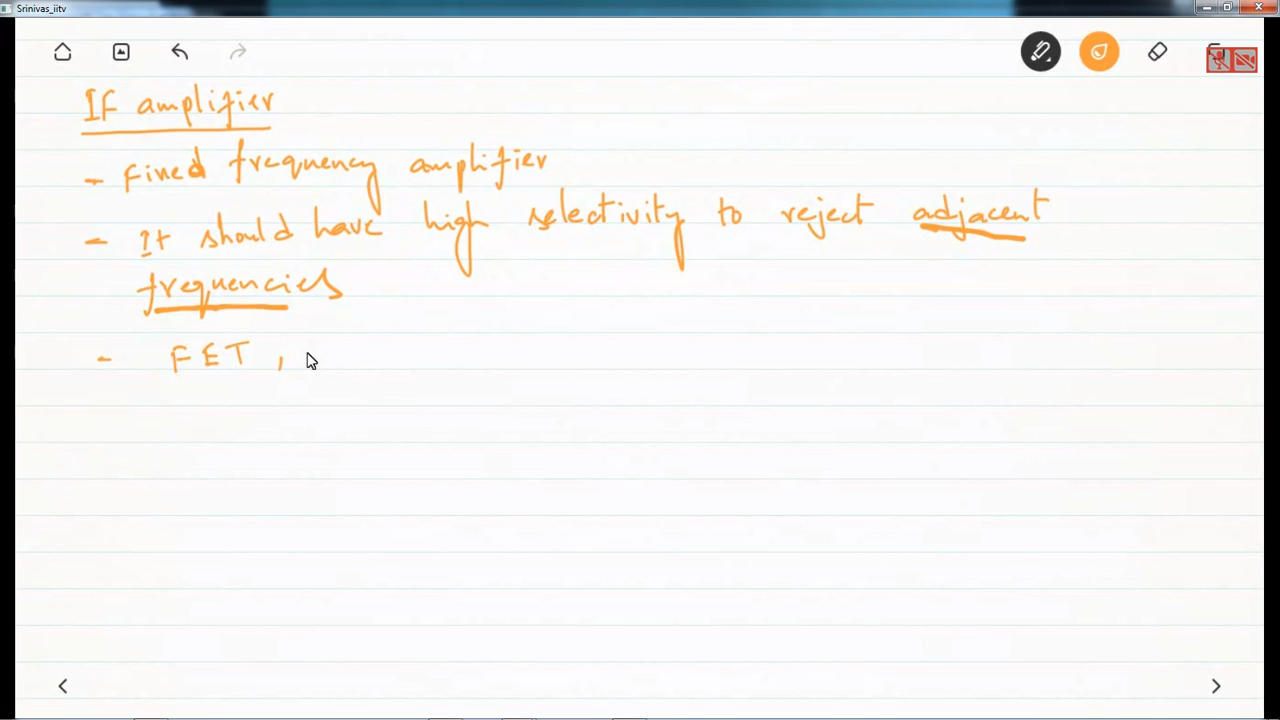 Srinivas_iitv
IF amplifier
- Fixed frequency amplifier
- It should have high selectivity to reject adjacent
frequencies
- FET ,